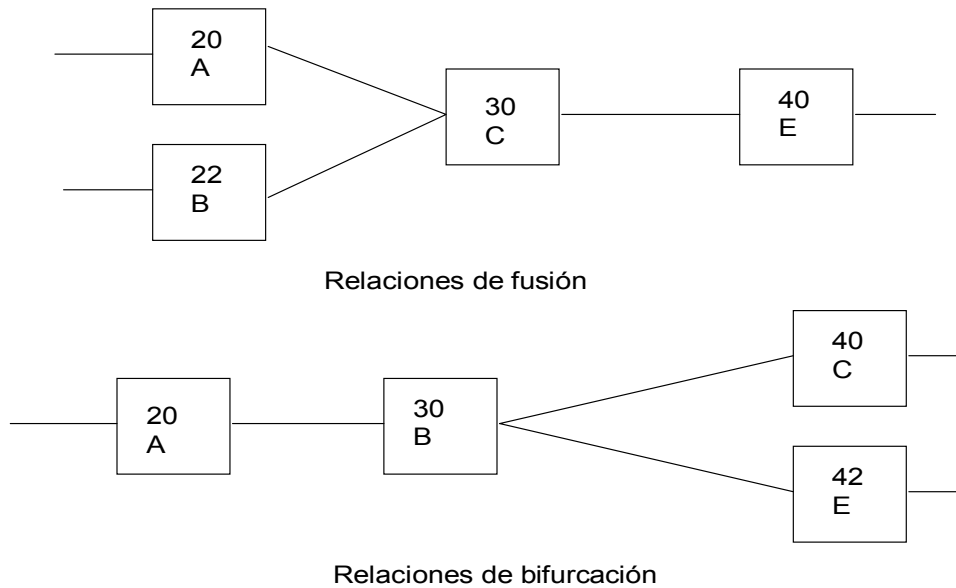 20
A
22
B
30
C
40
E
Relaciones de fusión
20
A
30
B
40
C
42
E
Relaciones de bifurcación